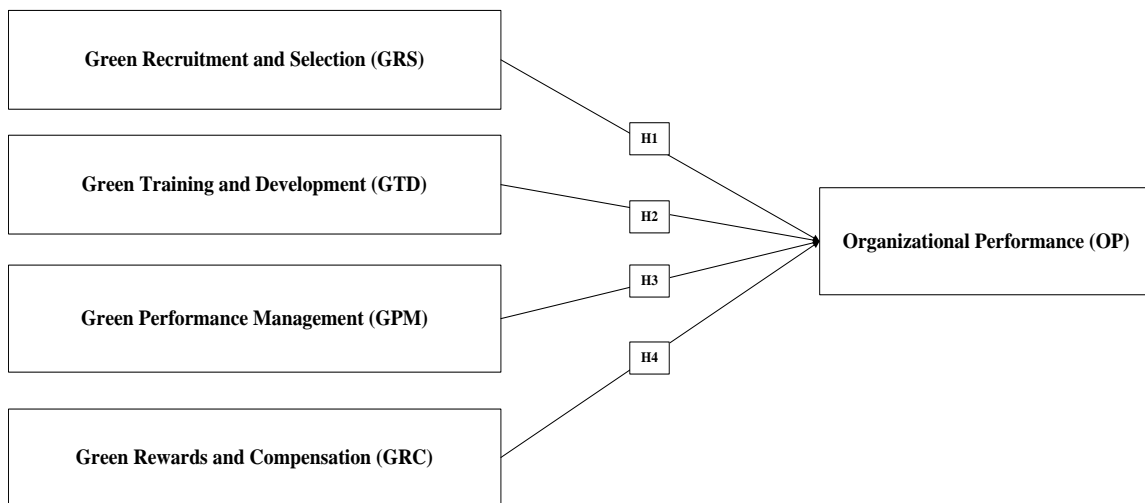 Green Recruitment and Selection (GRS)
H1
Green Training and Development (GTD)
H2
Organizational Performance (OP)
H3
Green Performance Management (GPM)
H4
Green Rewards and Compensation (GRC)